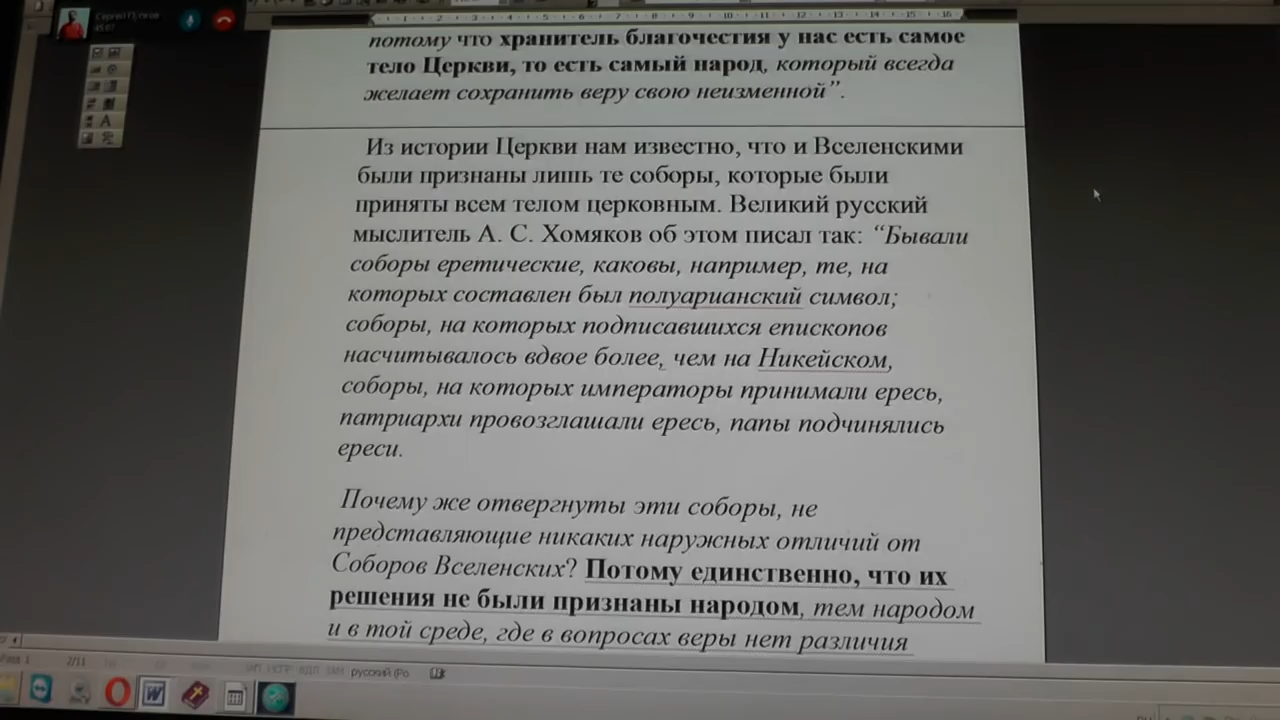 потому что хранитель благочестия у нас есть самое
тело Церкви, то есть самый народ, который всегда
желает сохранить веру свою неизменной”.
Из истории Церкви нам известно, что и Вселенскими
были признаны лишь те соборы, которые были
приняты всем телом церковным. Великий русский
мыслитель А. С. Хомяков об этом писал так: “Бывали
соборы еретические, каковы, например, те, на
которых составлен был полуарианский символ;
соборы, на которых подписавшихся епископов
насчитывалось вдвое более, чем на Никейском,
соборы, на которых императоры принимали ересь,
патриархи провозглашали ересь, папы подчинялись
ереси.
Почему же отвергнуты эти соборы, не
представляющие никаких наружных отличий от
Соборов Вселенских? Потому единственно, что их
решения не были признаны народом, тем народом
и в той среде, где в вопросах веры нет различия
2/11
русский (Ро